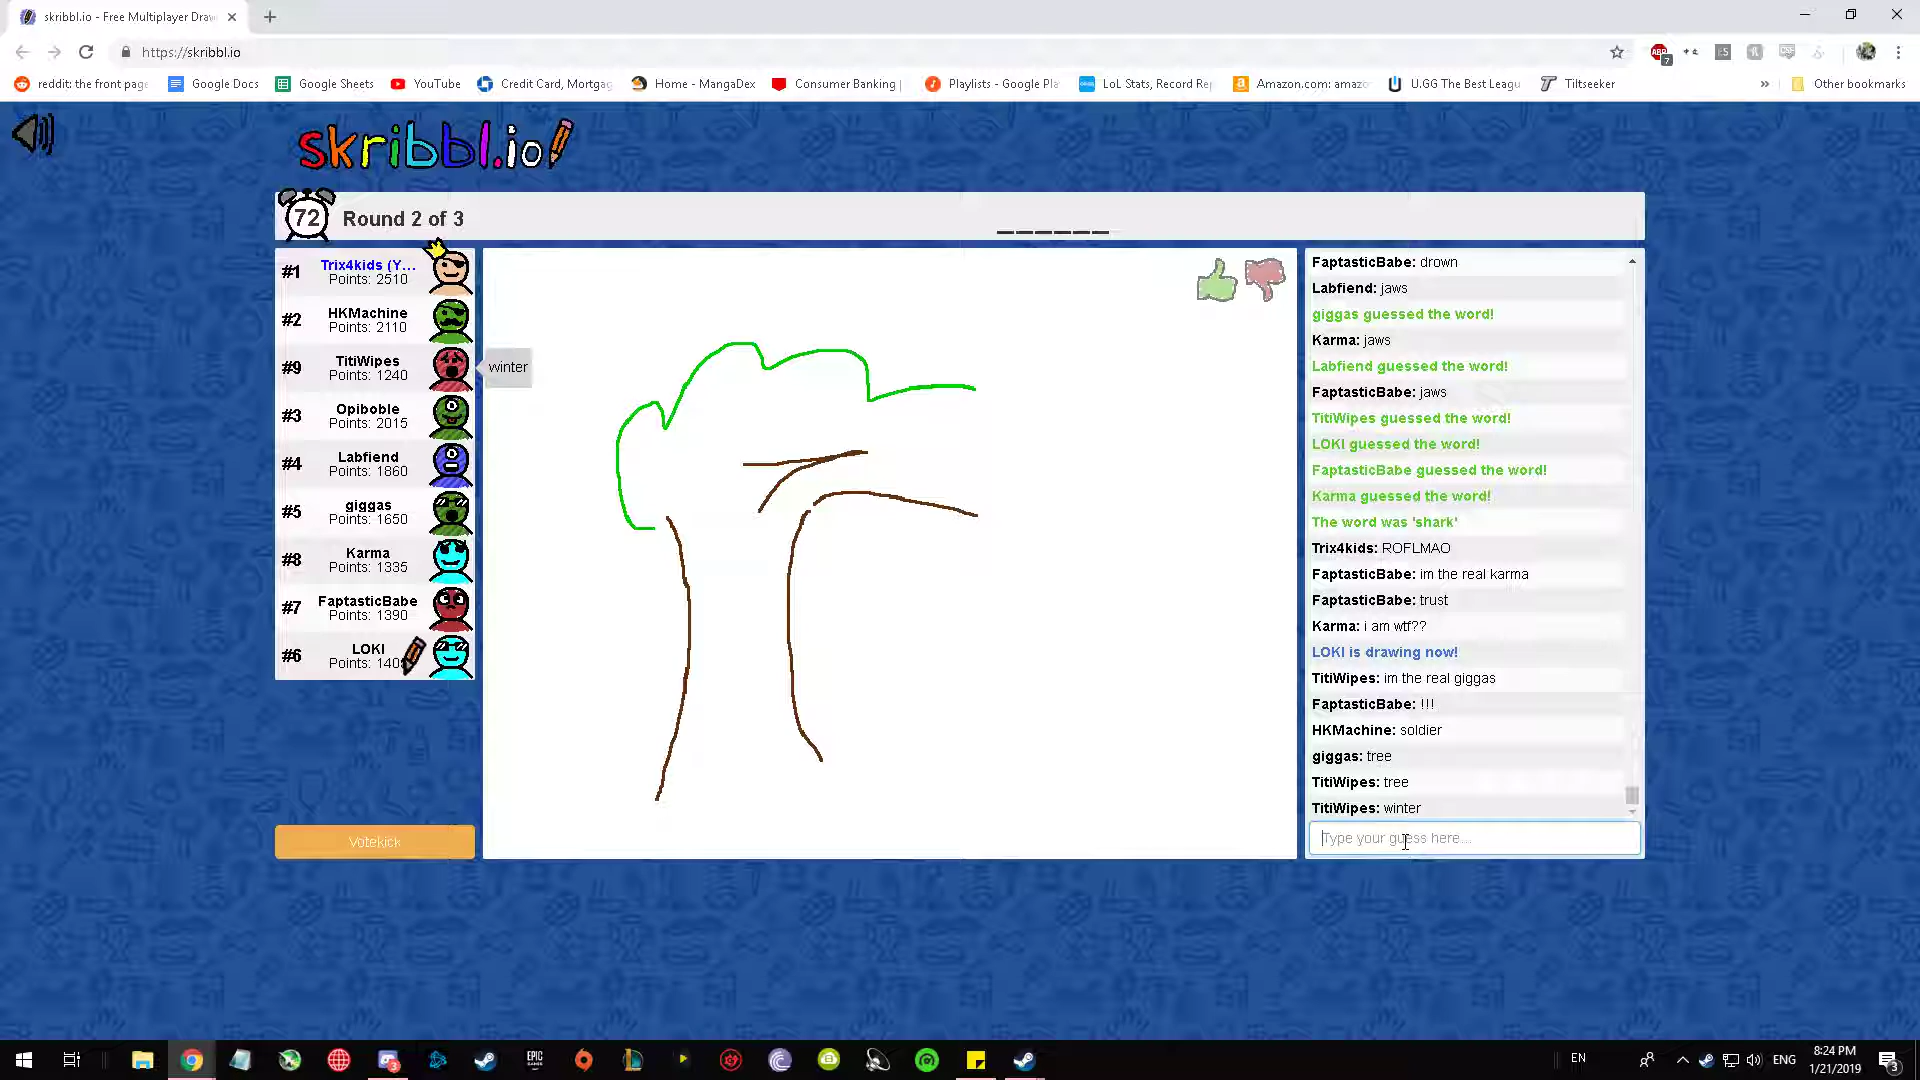 skribbl.io - Free Multiplayer Draw
https://skribbl.io
7
reddit: the front page
Google Docs
Google Sheets
YouTube
Credit Card, Mortgag
Home - MangaDex
Consumer Banking |
Playlists - Google Pla
LoL Stats, Record Re
Amazon.com: amazo
U.GG The Best Leagu
Tiltseeker
Other bookmarks
skribbl.io
72
Round 2 of 3
______
#1
Trix4kids (Y...
Points: 2510
#2
HKMachine
Points: 2110
#9
TitiWipes
Points: 1240
winter
#3
Opiboble
Points: 2015
#4
Labfiend
Points: 1860
#5
giggas
Points: 1650
#8
Karma
Points: 1335
#7
FaptasticBabe
Points: 1390
#6
LOKI
Points: 140
Votekick
FaptasticBabe: drown
Labfiend: jaws
giggas guessed the word!
Karma: jaws
Labfiend guessed the word!
FaptasticBabe: jaws
TitiWipes guessed the word!
LOKI guessed the word!
FaptasticBabe guessed the word!
Karma guessed the word!
The word was 'shark'
Trix4kids: ROFLMAO
FaptasticBabe: im the real karma
FaptasticBabe: trust
Karma: i am wtf??
LOKI is drawing now!
TitiWipes: im the real giggas
FaptasticBabe: !!!
HKMachine: soldier
giggas: tree
TitiWipes: tree
TitiWipes: winter
Type your guess here...
EPIC
GAMES
EN
ENG
8:24 PM
1/21/2019
3